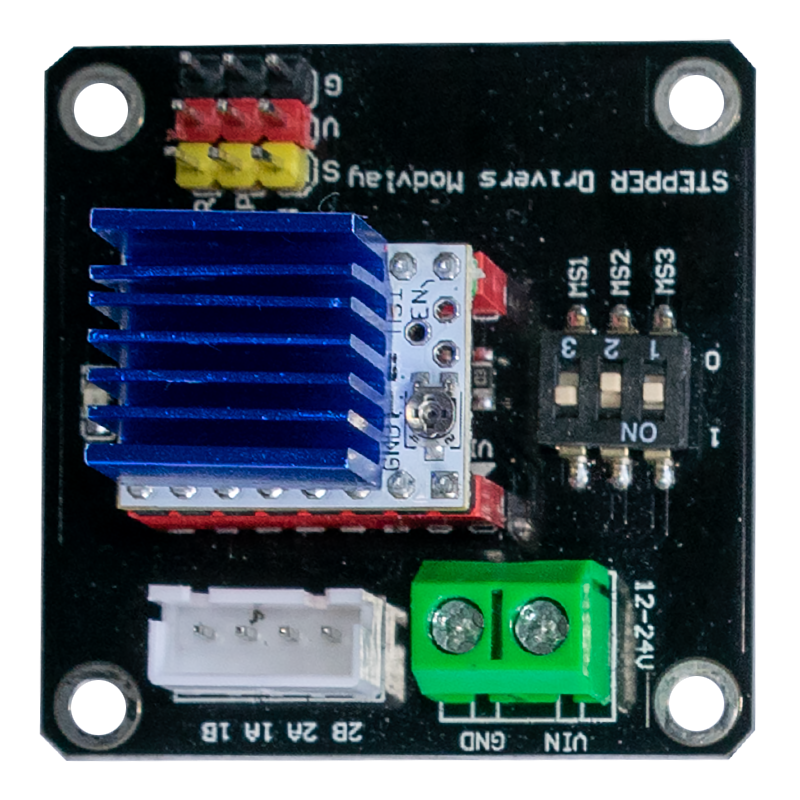 G
V
S
STEPPER Drivers Modvlay
R
P
MS1
MS2
MS3
1 2 3
ON
0
1
EN
GND
12-24V
VIN GND
2B 2A 1A 1B